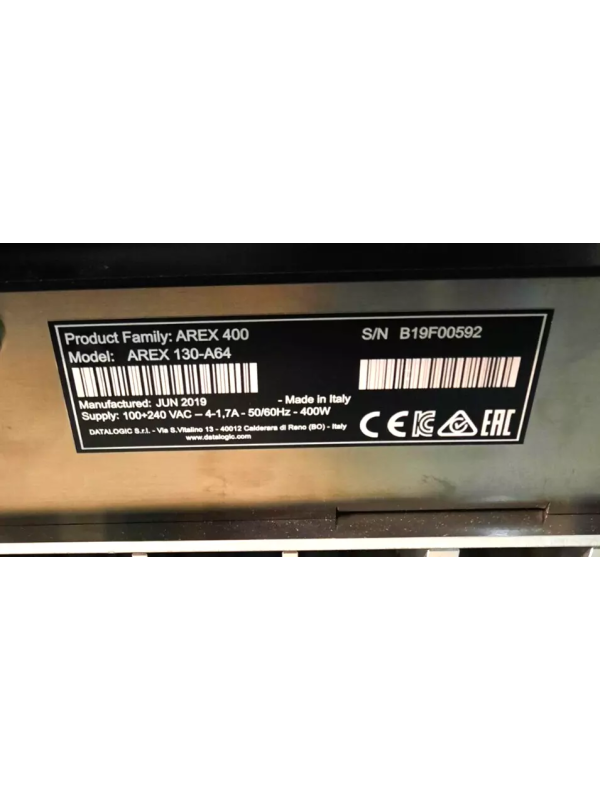 Product Family: AREX 400
S/N B19F00592
Model: AREX 130-A64
Manufactured: JUN 2019 - Made in Italy
Supply: 100÷240 VAC – 4-1,7A - 50/60Hz - 400W
DATALOGIC S.r.l. - Via S.Vitalino 13 - 40012 Calderara di Reno (BO) - Italy
www.datalogic.com
CE EAC